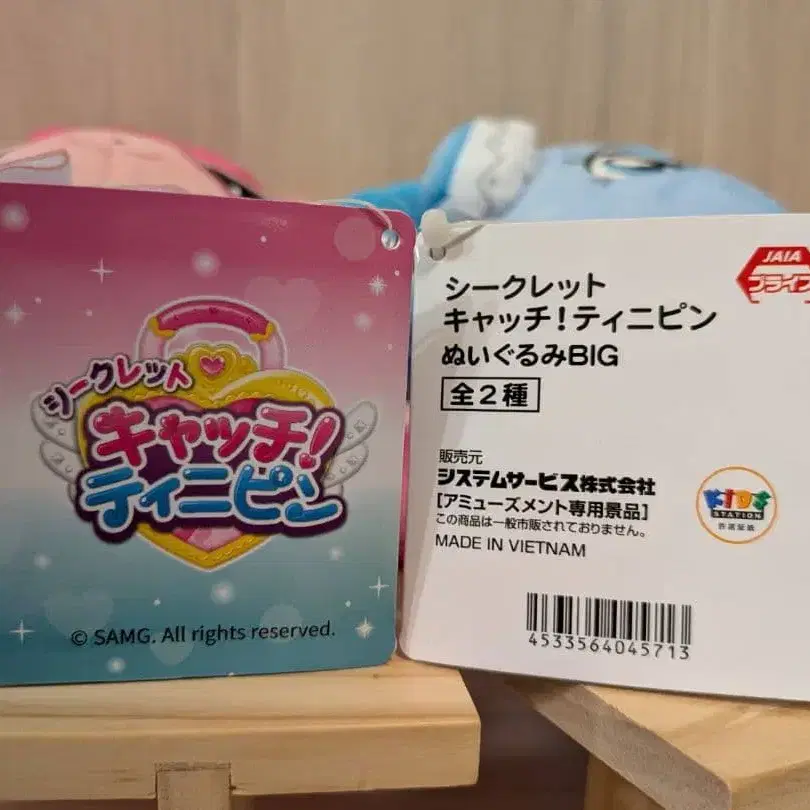 シークレット
キャッチ!
ティニピン
© SAMG. All rights reserved.
JAIA
プライズ
シークレット
キャッチ!ティニピン
ぬいぐるみBIG
全2種
販売元
システムサービス株式会社
[アミューズメント専用景品]
この商品は一般市販されておりません。
MADE IN VIETNAM
KIDS
STATION
4533564045713